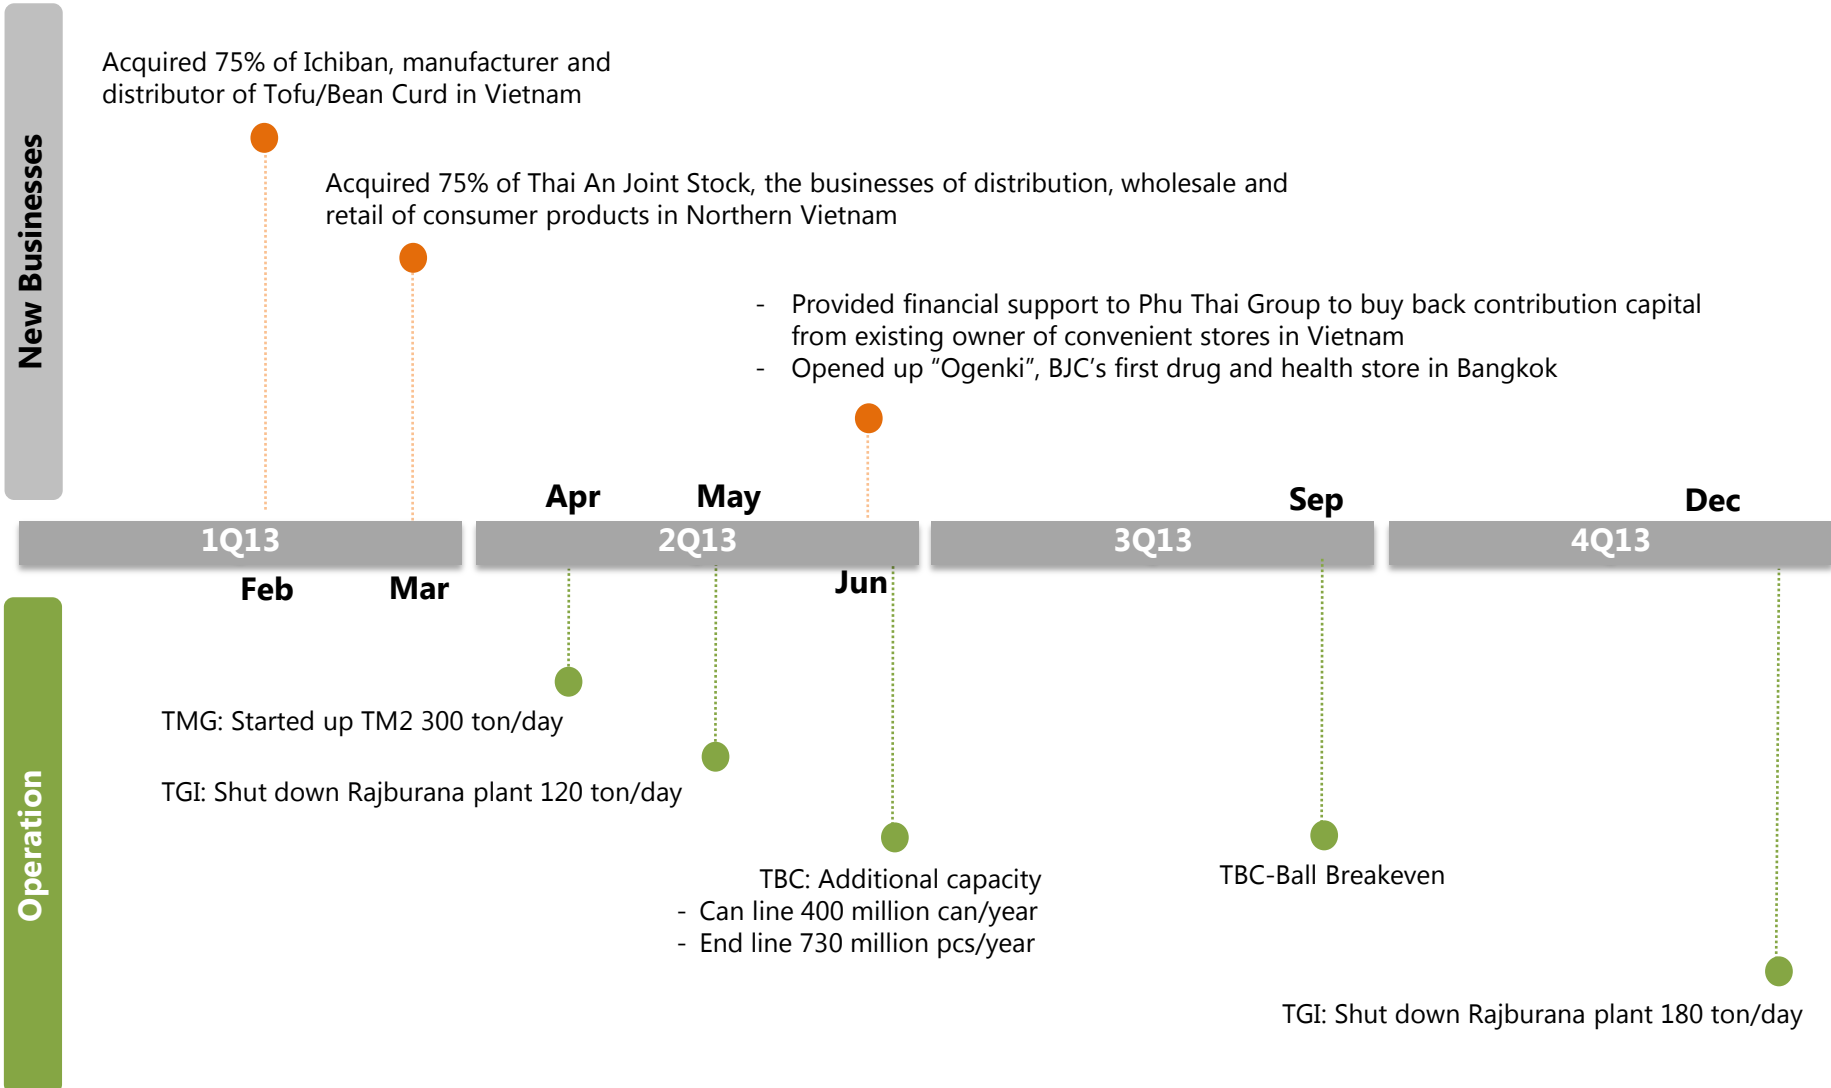 New Businesses
Acquired 75% of Ichiban, manufacturer and
distributor of Tofu/Bean Curd in Vietnam
Acquired 75% of Thai An Joint Stock, the businesses of distribution, wholesale and
retail of consumer products in Northern Vietnam
- Provided financial support to Phu Thai Group to buy back contribution capital
from existing owner of convenient stores in Vietnam
- Opened up “Ogenki”, BJC’s first drug and health store in Bangkok
Apr
May
Sep
Dec
1Q13
2Q13
3Q13
4Q13
Feb
Mar
Jun
Operation
TMG: Started up TM2 300 ton/day
TGI: Shut down Rajburana plant 120 ton/day
TBC: Additional capacity
- Can line 400 million can/year
- End line 730 million pcs/year
TBC-Ball Breakeven
TGI: Shut down Rajburana plant 180 ton/day